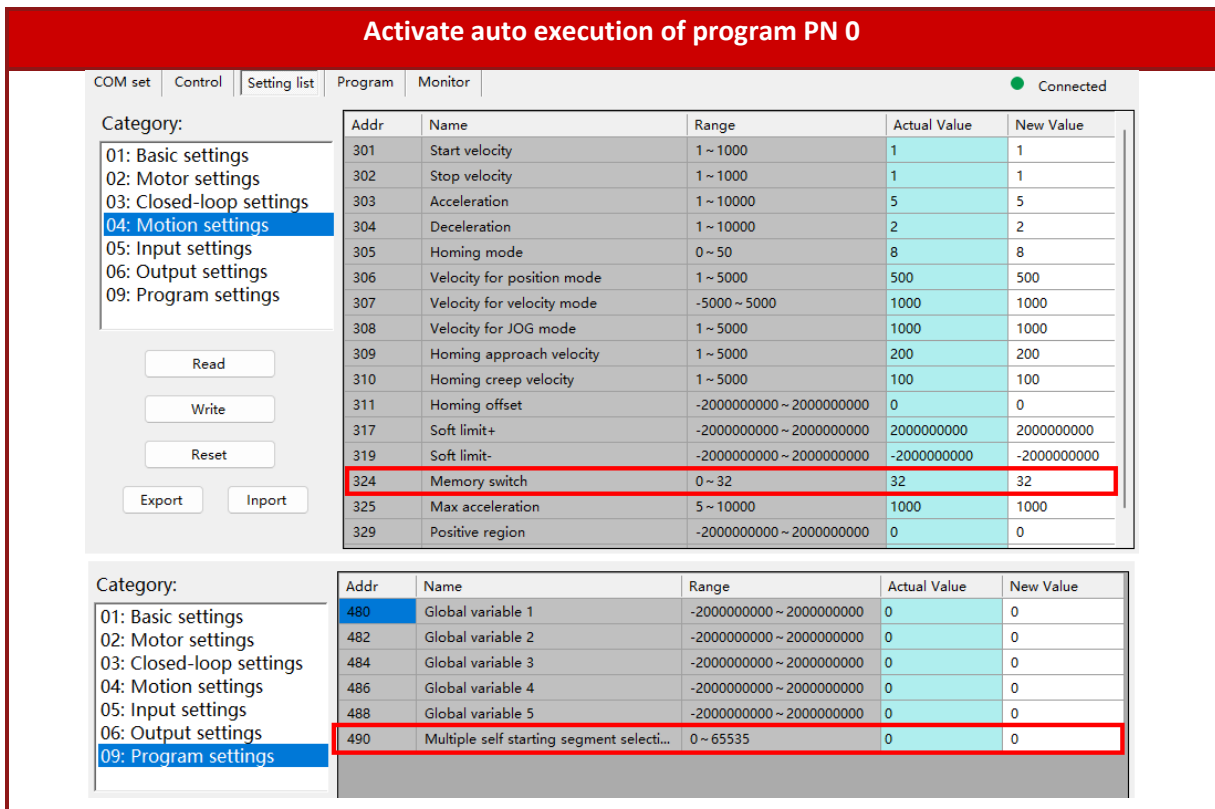 Activate auto execution of program PN 0
COM set Control Setting list Program Monitor Connected
Category:
01: Basic settings
02: Motor settings
03: Closed-loop settings
04: Motion settings
05: Input settings
06: Output settings
09: Program settings
Read
Write
Reset
Export Inport
Addr Name Range Actual Value New Value
301 Start velocity 1 ~ 1000 1 1
302 Stop velocity 1 ~ 1000 1 1
303 Acceleration 1 ~ 10000 5 5
304 Deceleration 1 ~ 10000 2 2
305 Homing mode 0 ~ 50 8 8
306 Velocity for position mode 1 ~ 5000 500 500
307 Velocity for velocity mode -5000 ~ 5000 1000 1000
308 Velocity for JOG mode 1 ~ 5000 1000 1000
309 Homing approach velocity 1 ~ 5000 200 200
310 Homing creep velocity 1 ~ 5000 100 100
311 Homing offset -2000000000 ~ 2000000000 0 0
317 Soft limit+ -2000000000 ~ 2000000000 2000000000 2000000000
319 Soft limit- -2000000000 ~ 2000000000 -2000000000 -2000000000
324 Memory switch 0 ~ 32 32 32
325 Max acceleration 5 ~ 10000 1000 1000
329 Positive region -2000000000 ~ 2000000000 0 0
Category:
01: Basic settings
02: Motor settings
03: Closed-loop settings
04: Motion settings
05: Input settings
06: Output settings
09: Program settings
Addr Name Range Actual Value New Value
480 Global variable 1 -2000000000 ~ 2000000000 0 0
482 Global variable 2 -2000000000 ~ 2000000000 0 0
484 Global variable 3 -2000000000 ~ 2000000000 0 0
486 Global variable 4 -2000000000 ~ 2000000000 0 0
488 Global variable 5 -2000000000 ~ 2000000000 0 0
490 Multiple self starting segment selecti... 0 ~ 65535 0 0